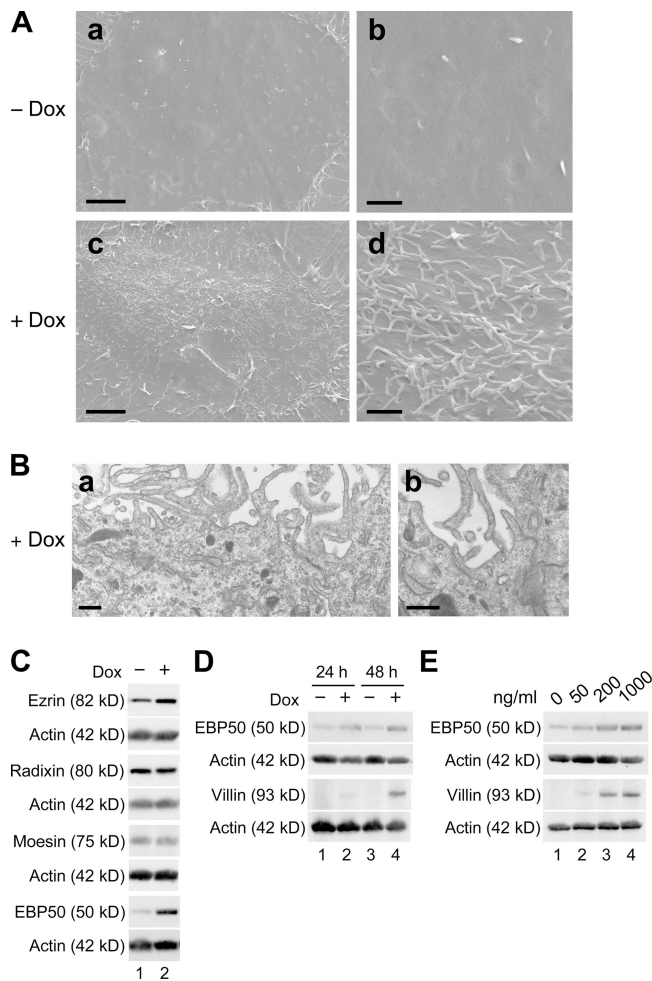 A
a
b
– Dox
c
d
+ Dox
B
a
b
+ Dox
C
Dox – +
Ezrin (82 kD)
Actin (42 kD)
Radixin (80 kD)
Actin (42 kD)
Moesin (75 kD)
Actin (42 kD)
EBP50 (50 kD)
Actin (42 kD)
1 2
D
24 h 48 h
Dox – + – +
EBP50 (50 kD)
Actin (42 kD)
Villin (93 kD)
Actin (42 kD)
1 2 3 4
E
ng/ml 0 50 200 1000
EBP50 (50 kD)
Actin (42 kD)
Villin (93 kD)
Actin (42 kD)
1 2 3 4